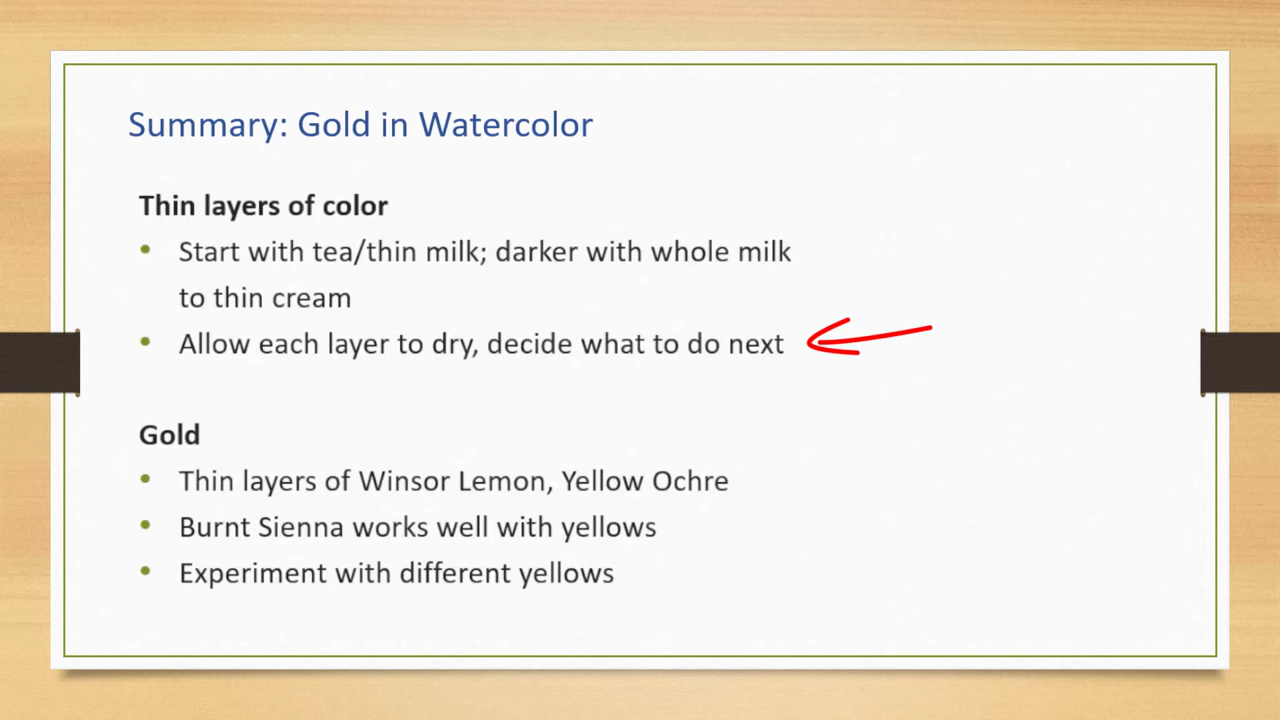 Summary: Gold in Watercolor
Thin layers of color
• Start with tea/thin milk; darker with whole milk
to thin cream
• Allow each layer to dry, decide what to do next
Gold
• Thin layers of Winsor Lemon, Yellow Ochre
• Burnt Sienna works well with yellows
• Experiment with different yellows